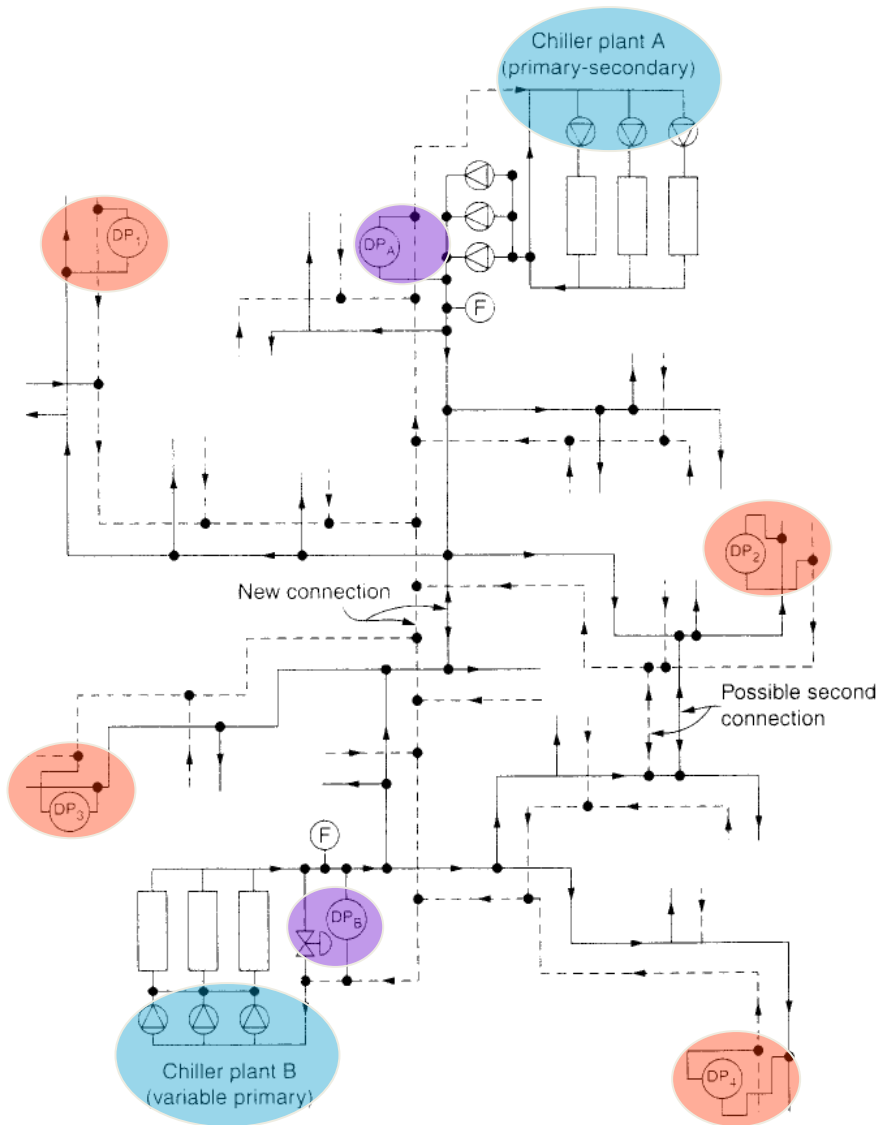 Chiller plant A
(primary-secondary)
DP1
DPA
F
DP2
New connection
Possible second
connection
DP3
F
DPB
Chiller plant B
(variable primary)
DP4